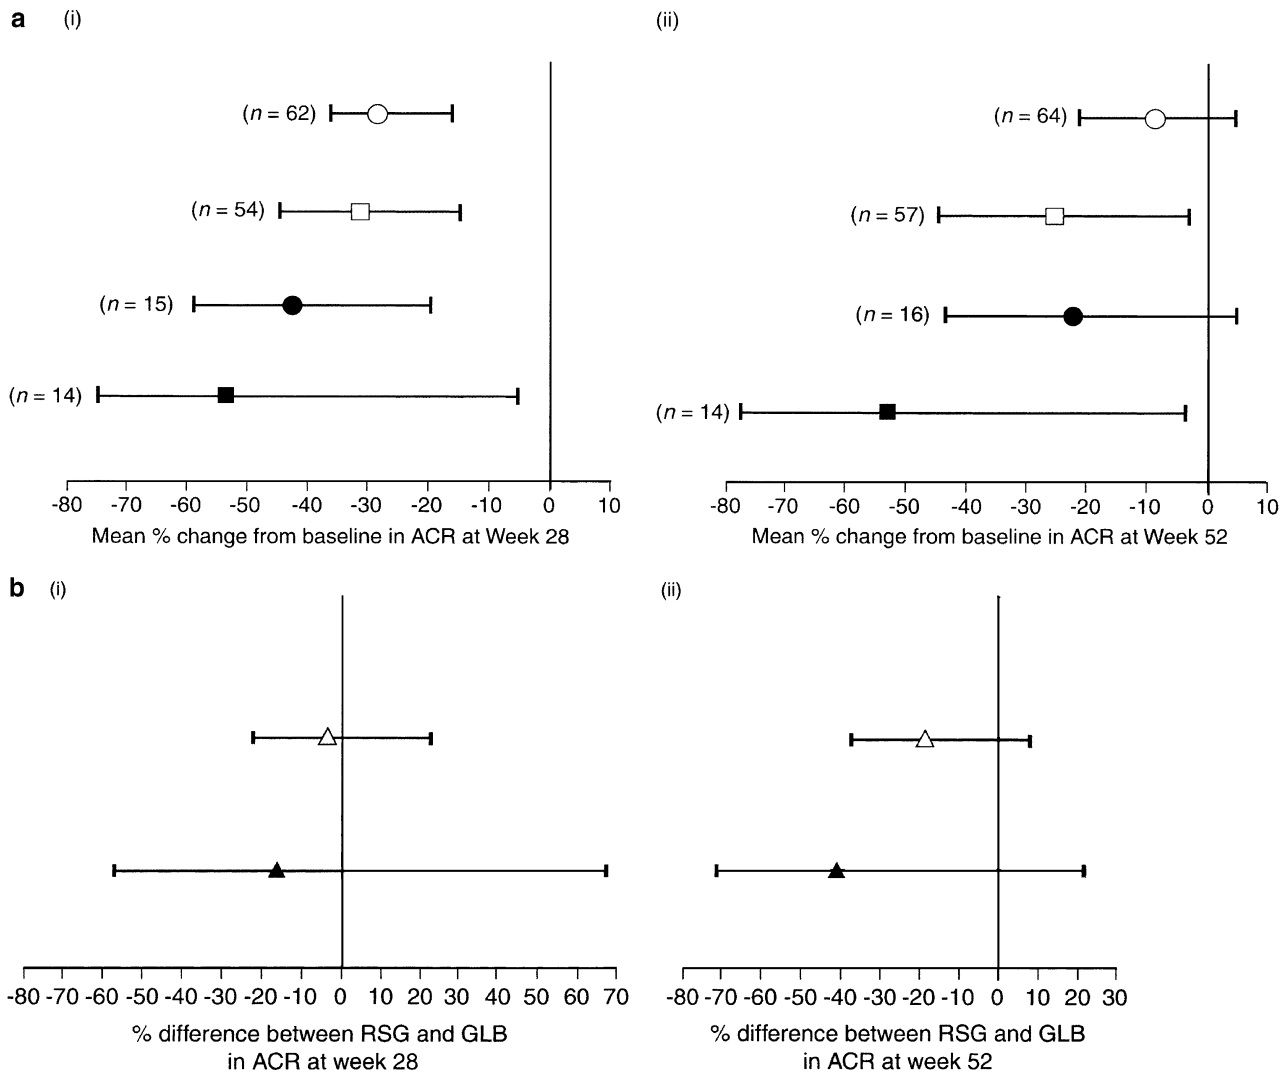 a (i)
(n = 62)
(n = 54)
(n = 15)
(n = 14)
-80 -70 -60 -50 -40 -30 -20 -10 0 10
Mean % change from baseline in ACR at Week 28
(ii)
(n = 64)
(n = 57)
(n = 16)
(n = 14)
-80 -70 -60 -50 -40 -30 -20 -10 0 10
Mean % change from baseline in ACR at Week 52
b (i)
-80 -70 -60 -50 -40 -30 -20 -10 0 10 20 30 40 50 60 70
% difference between RSG and GLB
in ACR at week 28
(ii)
-80 -70 -60 -50 -40 -30 -20 -10 0 10 20 30
% difference between RSG and GLB
in ACR at week 52